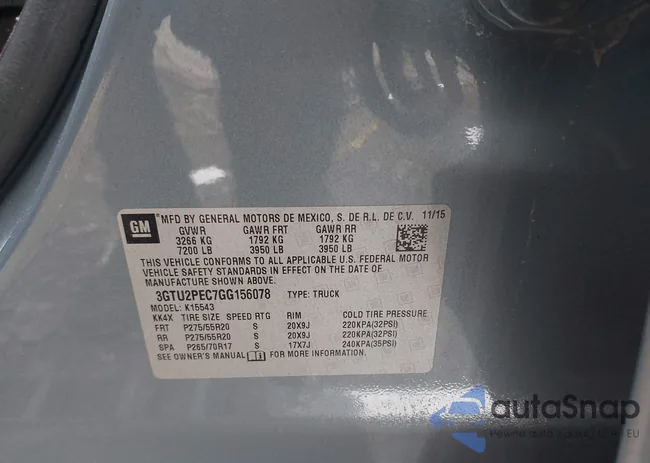 GM
MFD BY GENERAL MOTORS DE MEXICO, S. DE R.L. DE C.V. 11/15
GVWR GAWR FRT GAWR RR
3266 KG 1792 KG 1792 KG
7200 LB 3950 LB 3950 LB
THIS VEHICLE CONFORMS TO ALL APPLICABLE U.S. FEDERAL MOTOR
VEHICLE SAFETY STANDARDS IN EFFECT ON THE DATE OF
MANUFACTURE SHOWN ABOVE.
3GTU2PEC7GG156078 TYPE: TRUCK
MODEL: K15543
KK4X TIRE SIZE SPEED RTG RIM COLD TIRE PRESSURE
FRT P275/55R20 S 20X9J 220KPA(32PSI)
RR P275/55R20 S 20X9J 220KPA(32PSI)
SPA P265/70R17 S 17X7J 240KPA(35PSI)
SEE OWNER'S MANUAL FOR MORE INFORMATION
autaSnap
Pewne auta z